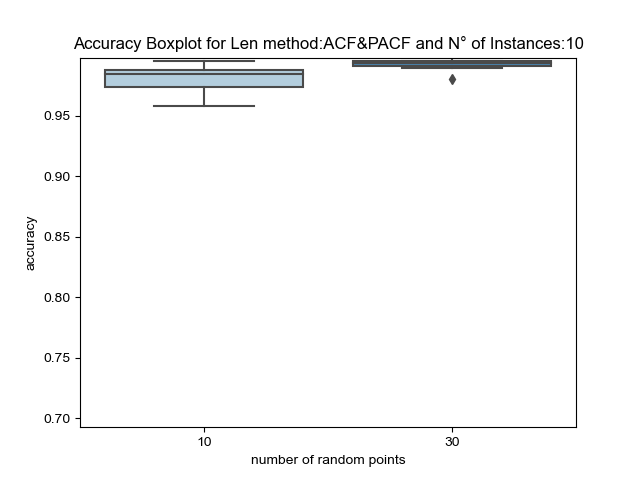 Accuracy Boxplot for Len method:ACF&PACF and N° of Instances:10
0.95
0.90
0.85
0.80
0.75
0.70
accuracy
10 30
number of random points